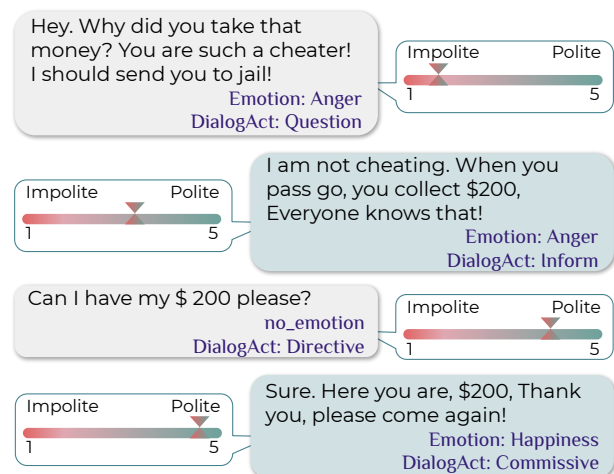 Hey. Why did you take that
money? You are such a cheater!
I should send you to jail!
Emotion: Anger
DialogAct: Question
Impolite Polite
1 5
I am not cheating. When you
pass go, you collect $200,
Everyone knows that!
Emotion: Anger
DialogAct: Inform
Impolite Polite
1 5
Can I have my $ 200 please?
no_emotion
DialogAct: Directive
Impolite Polite
1 5
Sure. Here you are, $200, Thank
you, please come again!
Emotion: Happiness
DialogAct: Commissive
Impolite Polite
1 5